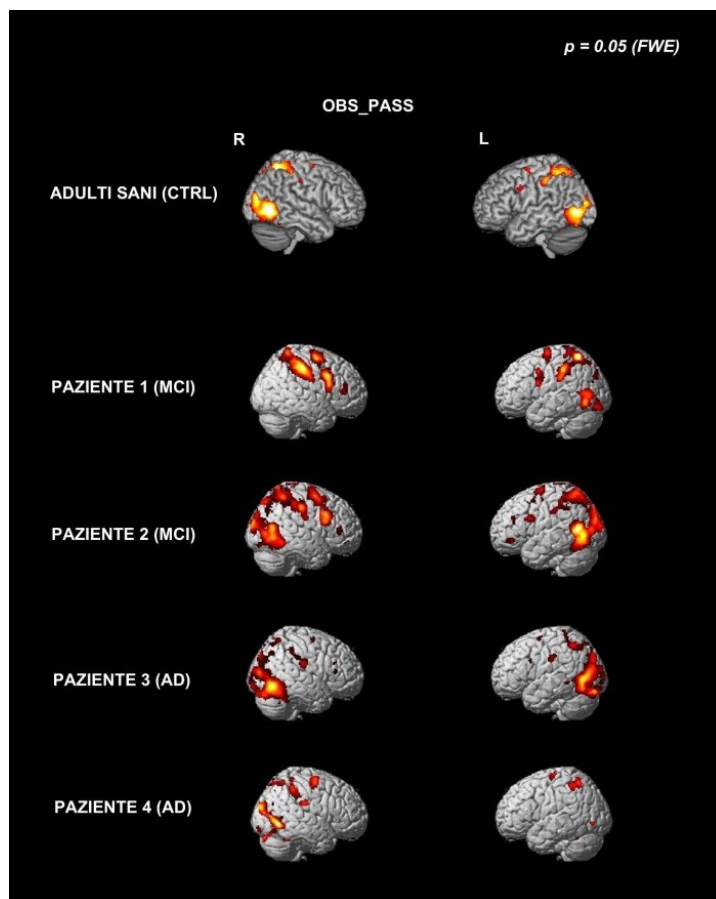 p = 0.05 (FWE)
OBS_PASS
R
L
ADULTI SANI (CTRL)
PAZIENTE 1 (MCI)
PAZIENTE 2 (MCI)
PAZIENTE 3 (AD)
PAZIENTE 4 (AD)